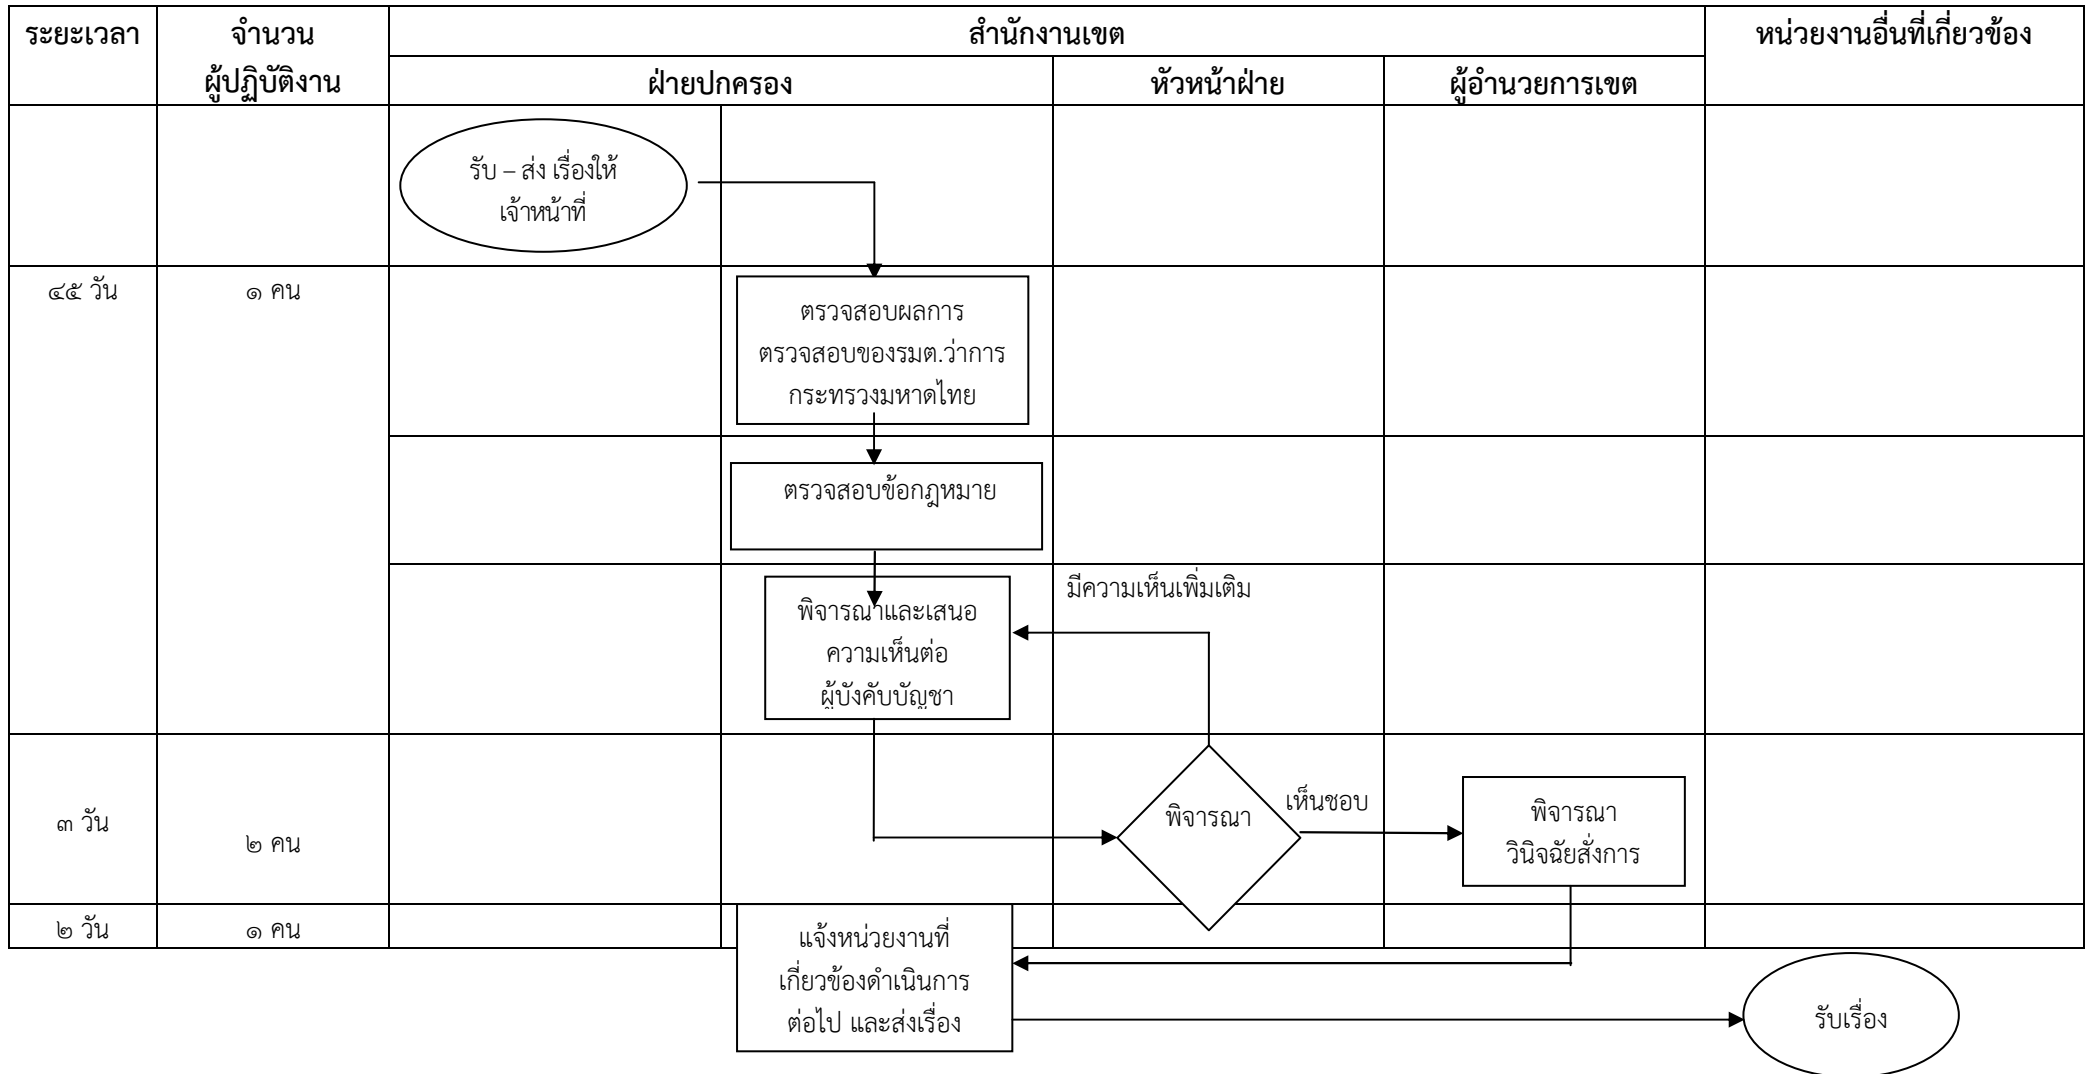 ระยะเวลา
จำนวน
ผู้ปฏิบัติงาน
สำนักงานเขต
หน่วยงานอื่นที่เกี่ยวข้อง
ฝ่ายปกครอง
หัวหน้าฝ่าย
ผู้อำนวยการเขต
รับ – ส่ง เรื่องให้
เจ้าหน้าที่
๔๕ วัน
๑ คน
ตรวจสอบผลการ
ตรวจสอบของรมต.ว่าการ
กระทรวงมหาดไทย
ตรวจสอบข้อกฎหมาย
พิจารณาและเสนอ
ความเห็นต่อ
ผู้บังคับบัญชา
มีความเห็นเพิ่มเติม
๓ วัน
๒ คน
พิจารณา
เห็นชอบ
พิจารณา
วินิจฉัยสั่งการ
๒ วัน
๑ คน
แจ้งหน่วยงานที่
เกี่ยวข้องดำเนินการ
ต่อไป และส่งเรื่อง
รับเรื่อง